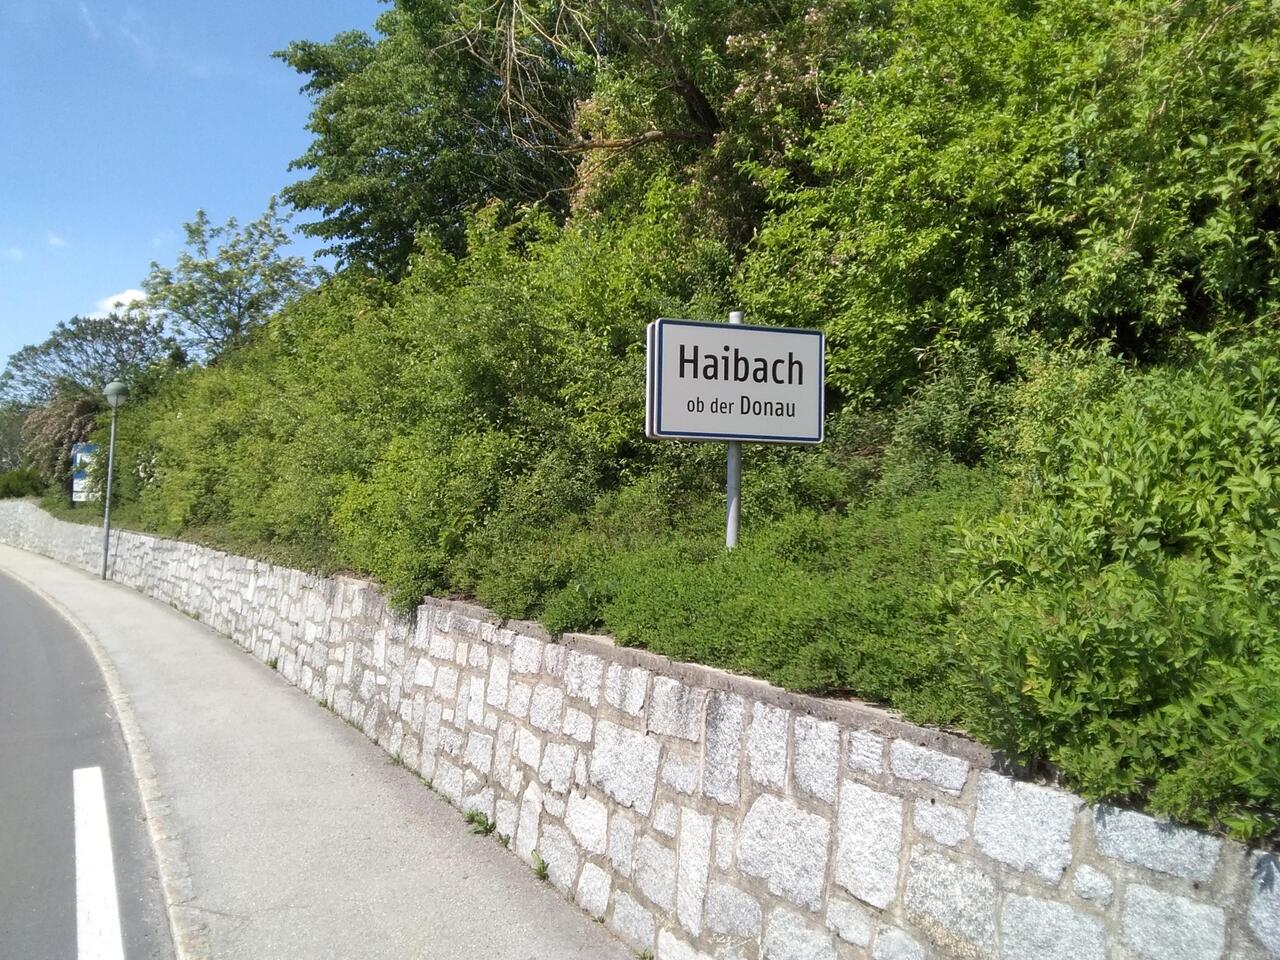 Haibach
ob der Donau